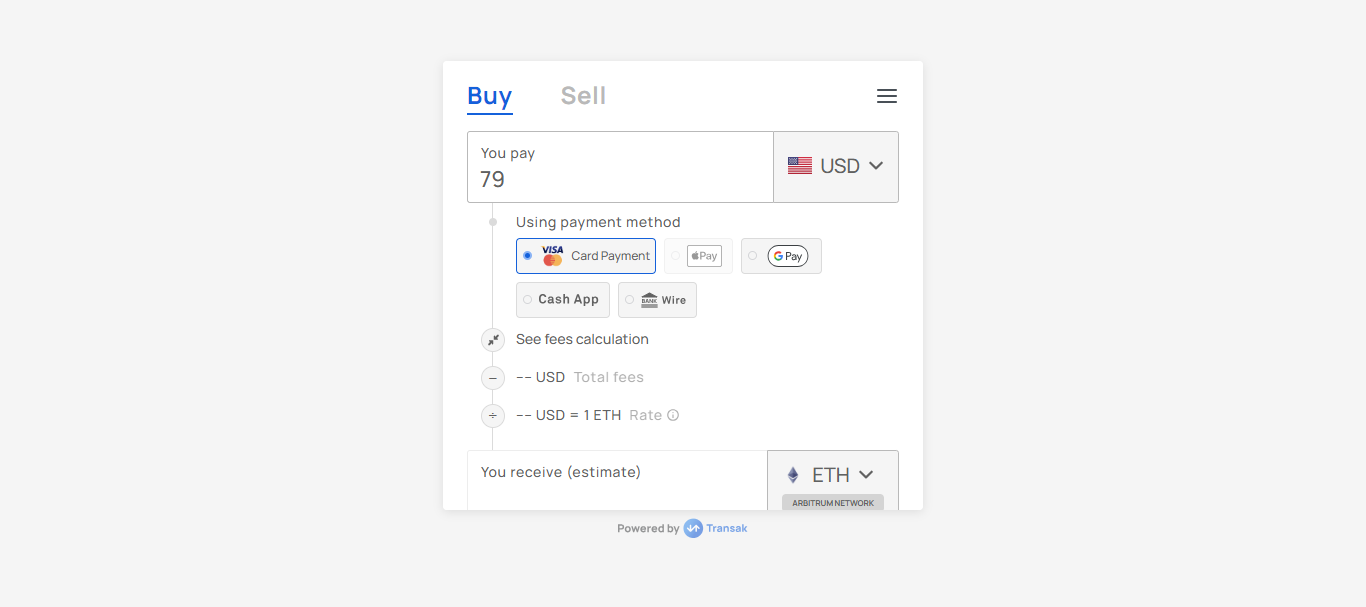 Buy Sell
You pay
79
USD
Using payment method
VISA Card Payment
Pay
G Pay
Cash App
BANK Wire
See fees calculation
−
-- USD Total fees
÷
-- USD = 1 ETH Rate
You receive (estimate)
ETH
ARBITRUM NETWORK
Powered by Transak